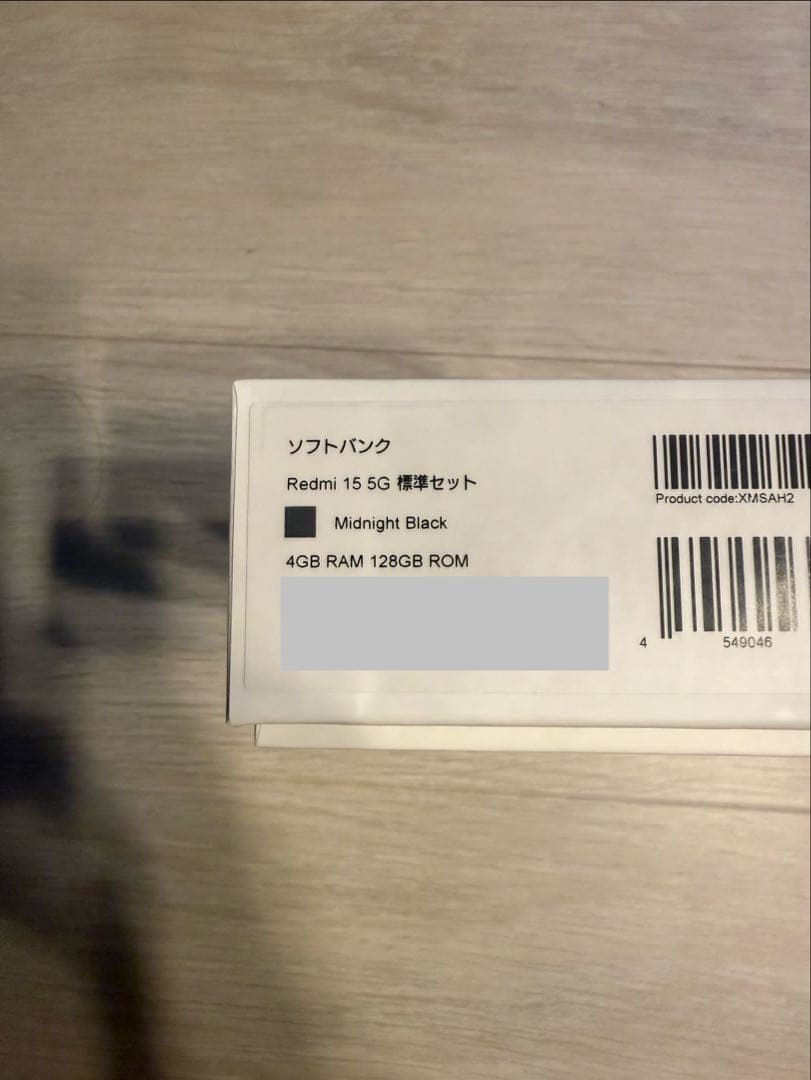 ソフトバンク
Redmi 15 5G 標準セット
Midnight Black
4GB RAM 128GB ROM
Product code:XMSAH2
4 549046